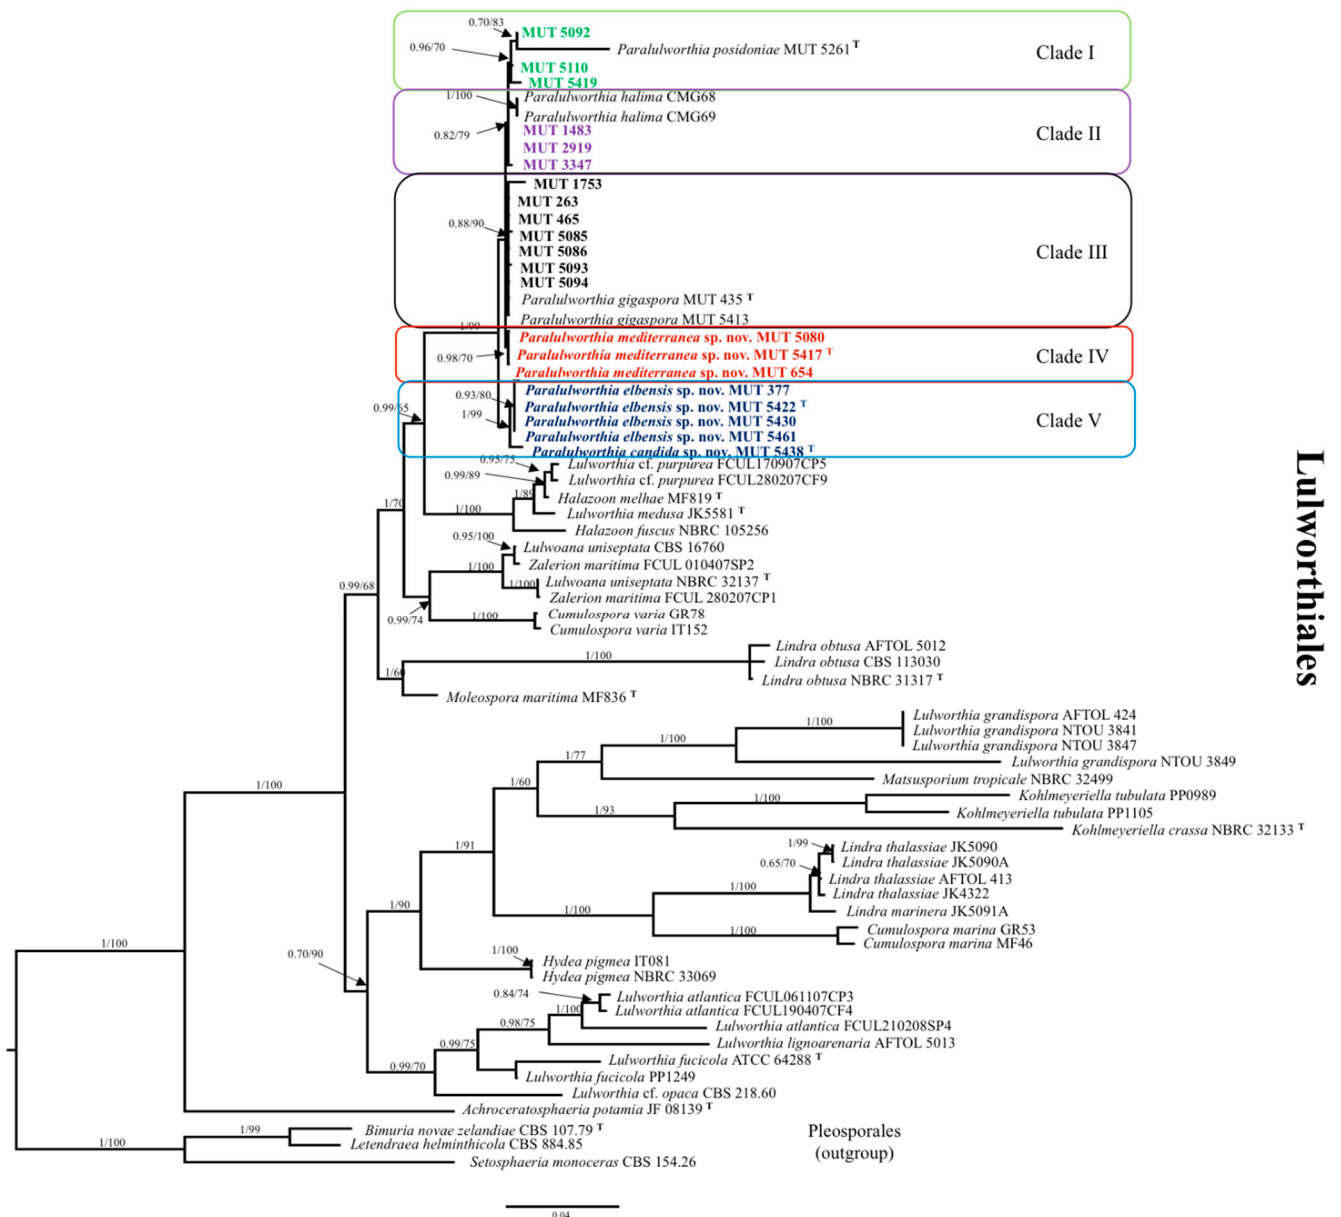 0.70/83
MUT 5092
0.96/70
Paralulworthia posidoniae MUT 5261 T
Clade I
MUT 5110
MUT 5419
1/100
Paralulworthia halima CMG68
Paralulworthia halima CMG69
0.82/79
MUT 1483
Clade II
MUT 2919
MUT 3347
MUT 1753
MUT 263
MUT 465
0.88/90
MUT 5085
MUT 5086
Clade III
MUT 5093
MUT 5094
Paralulworthia gigaspora MUT 435 T
Paralulworthia gigaspora MUT 5413
1/90
Paralulworthia mediterranea sp. nov. MUT 5080
0.98/70
Paralulworthia mediterranea sp. nov. MUT 5417 T
Clade IV
Paralulworthia mediterranea sp. nov. MUT 654
0.93/80
Paralulworthia elbensis sp. nov. MUT 377
0.99/55
Paralulworthia elbensis sp. nov. MUT 5422 T
1/99
Paralulworthia elbensis sp. nov. MUT 5430
Clade V
Paralulworthia elbensis sp. nov. MUT 5461
Paralulworthia candida sp. nov. MUT 5438 T
0.95/75
Lulworthia cf. purpurea FCUL170907CP5
0.99/89
Lulworthia cf. purpurea FCUL280207CF9
1/89
Halazoon melhae MF819 T
1/100
Lulworthia medusa JK5581 T
Halazoon fuscus NBRC 105256
1/70
0.95/100
Lulwoana uniseptata CBS 16760
Zalerion maritima FCUL 010407SP2
1/100
1/100
Lulwoana uniseptata NBRC 32137 T
Zalerion maritima FCUL 280207CP1
0.99/68
0.99/74
1/100
Cumulospora varia GR78
Cumulospora varia IT152
1/100
Lindra obtusa AFTOL 5012
Lindra obtusa CBS 113030
1/60
Lindra obtusa NBRC 31317 T
Moleospora maritima MF836 T
Lulworthiales
Lulworthia grandispora AFTOL 424
1/100
Lulworthia grandispora NTOU 3841
1/100
Lulworthia grandispora NTOU 3847
1/77
Lulworthia grandispora NTOU 3849
1/60
Matsusporium tropicale NBRC 32499
1/100
1/100
Kohlmeyeriella tubulata PP0989
1/93
Kohlmeyeriella tubulata PP1105
Kohlmeyeriella crassa NBRC 32133 T
1/91
1/99
Lindra thalassiae JK5090
0.65/70
Lindra thalassiae JK5090A
Lindra thalassiae AFTOL 413
1/100
Lindra thalassiae JK4322
1/90
1/100
Lindra marinera JK5091A
1/100
Cumulospora marina GR53
Cumulospora marina MF46
1/100
0.70/90
1/100
Hydea pigmea IT081
Hydea pigmea NBRC 33069
0.84/74
Lulworthia atlantica FCUL061107CP3
1/100
Lulworthia atlantica FCUL190407CF4
0.98/75
Lulworthia atlantica FCUL210208SP4
0.99/75
Lulworthia lignoarenaria AFTOL 5013
Lulworthia fucicola ATCC 64288 T
0.99/70
Lulworthia fucicola PP1249
Lulworthia cf. opaca CBS 218.60
Achroceratosphaeria potamia JF 08139 T
1/99
Bimuria novae zelandiae CBS 107.79 T
1/100
Letendraea helminthicola CBS 884.85
Setosphaeria monoceras CBS 154.26
Pleosporales
(outgroup)
0.04